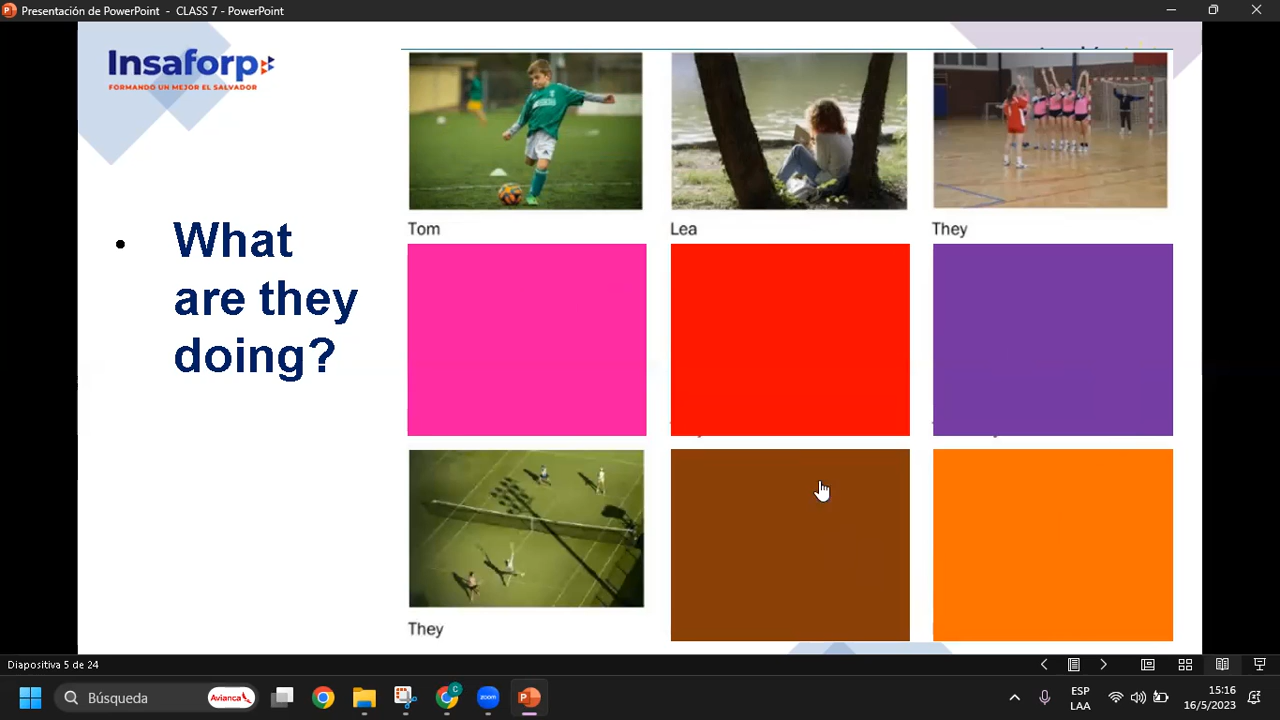 Presentación de PowerPoint - CLASS 7 - PowerPoint
Insaforp
FORMANDO UN MEJOR EL SALVADOR
• What
are they
doing?
Tom
Lea
They
They
Diapositiva 5 de 24
Búsqueda
Avianca
zoom
ESP
LAA
15:16
16/5/2023